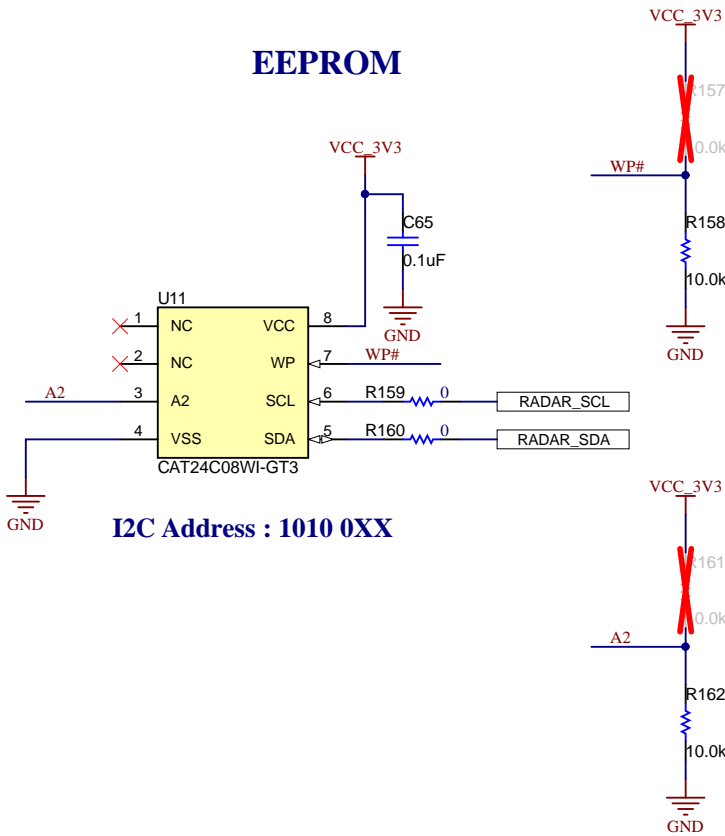 EEPROM
VCC_3V3
R157
10.0k
WP#
R158
10.0k
GND
VCC_3V3
C65
0.1uF
GND
U11
1 NC VCC 8
2 NC WP 7 WP#
A2 3 A2 SCL 6 R159 0 RADAR_SCL
4 VSS SDA 5 R160 0 RADAR_SDA
CAT24C08WI-GT3
GND
I2C Address : 1010 0XX
VCC_3V3
R161
10.0k
A2
R162
10.0k
GND